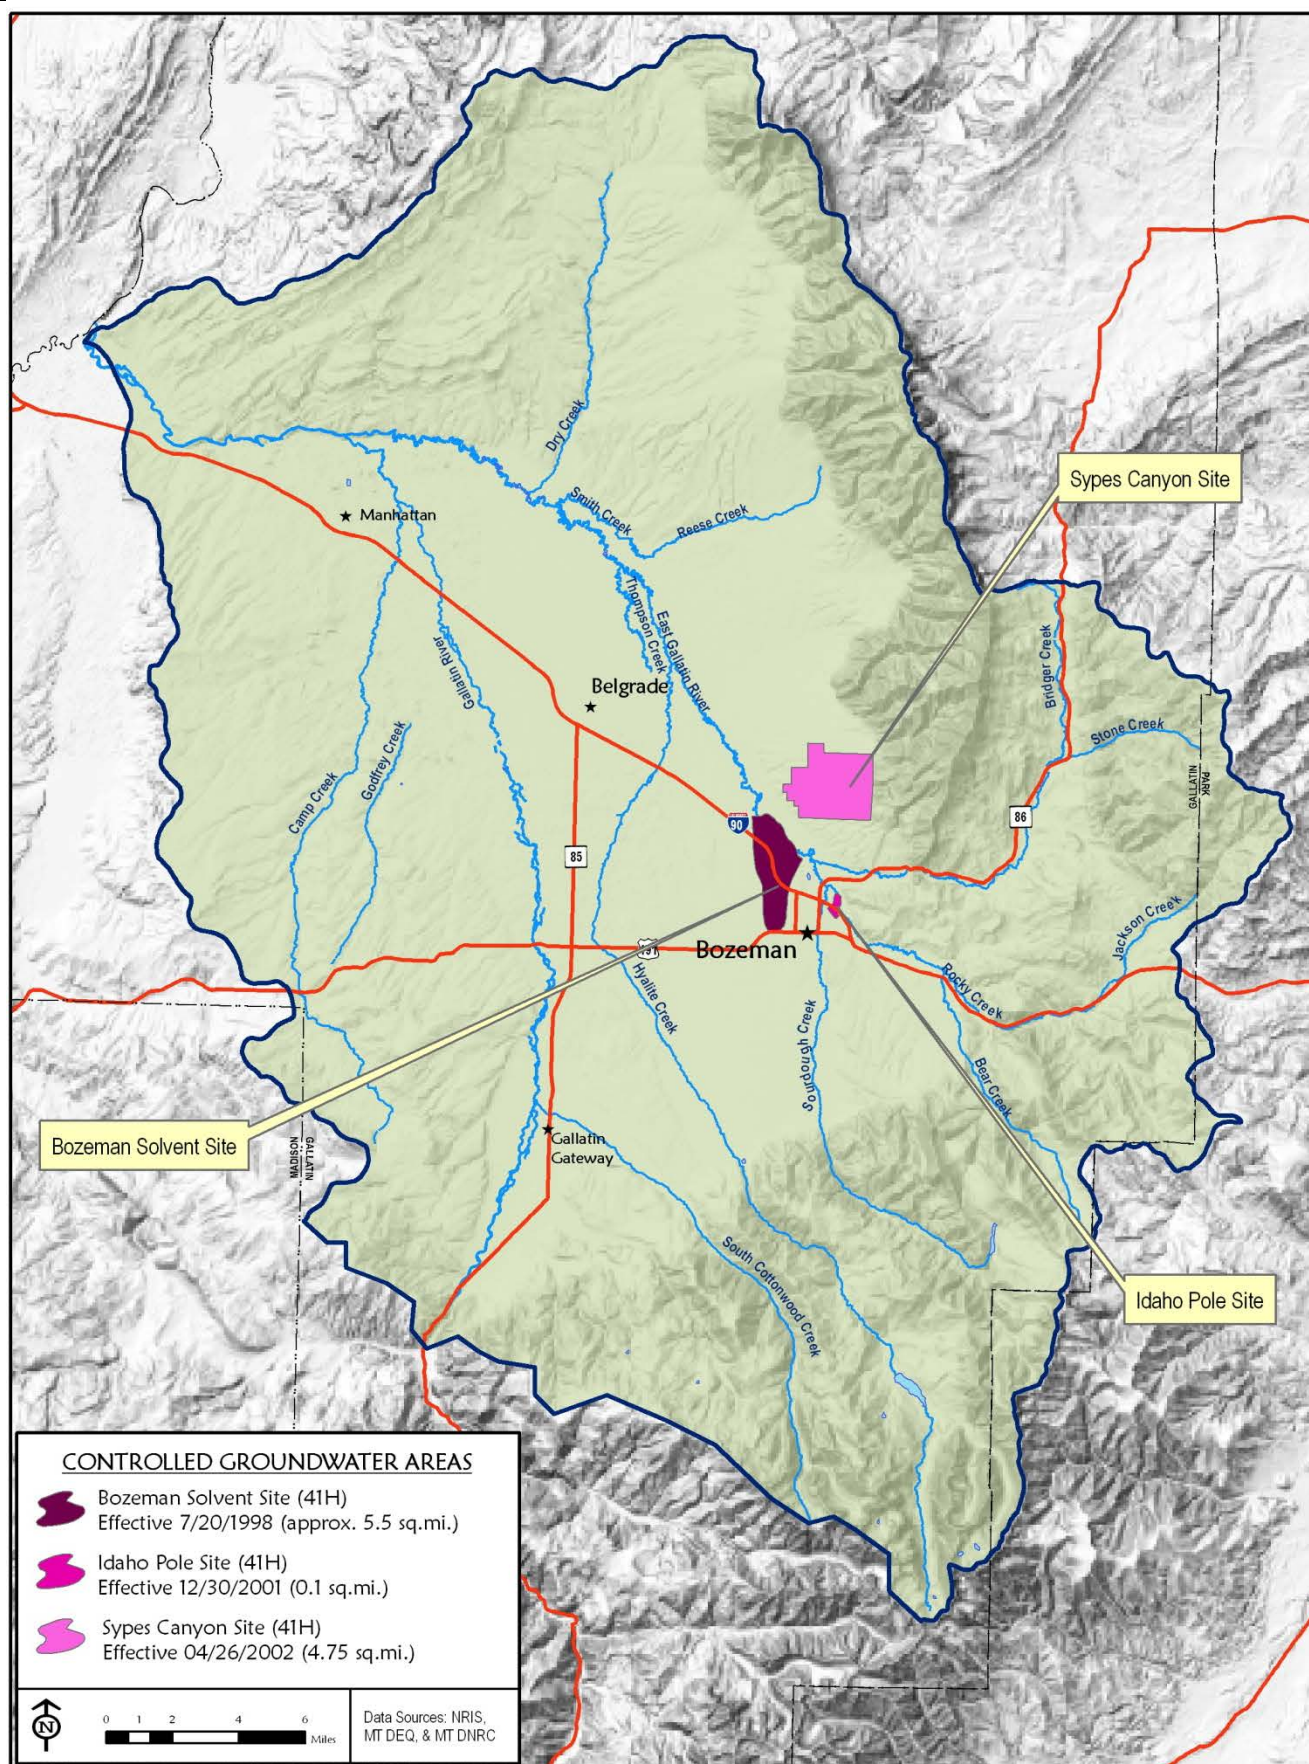 Dry Creek
Sypes Canyon Site
Smith Creek
Reese Creek
Manhattan
Thompson Creek
East Gallatin River
Gallatin River
Bridger Creek
Belgrade
Stone Creek
Godfrey Creek
Camp Creek
GALLATIN
PARK
90
86
85
191
Bozeman
Jackson Creek
Rocky Creek
Hyalite Creek
Sourdough Creek
Bear Creek
Bozeman Solvent Site
MADISON
GALLATIN
Gallatin
Gateway
South Cottonwood Creek
Idaho Pole Site
CONTROLLED GROUNDWATER AREAS
Bozeman Solvent Site (41H)
Effective 7/20/1998 (approx. 5.5 sq.mi.)
Idaho Pole Site (41H)
Effective 12/30/2001 (0.1 sq.mi.)
Sypes Canyon Site (41H)
Effective 04/26/2002 (4.75 sq.mi.)
N
0 1 2 4 6
Miles
Data Sources: NRIS,
MT DEQ, & MT DNRC